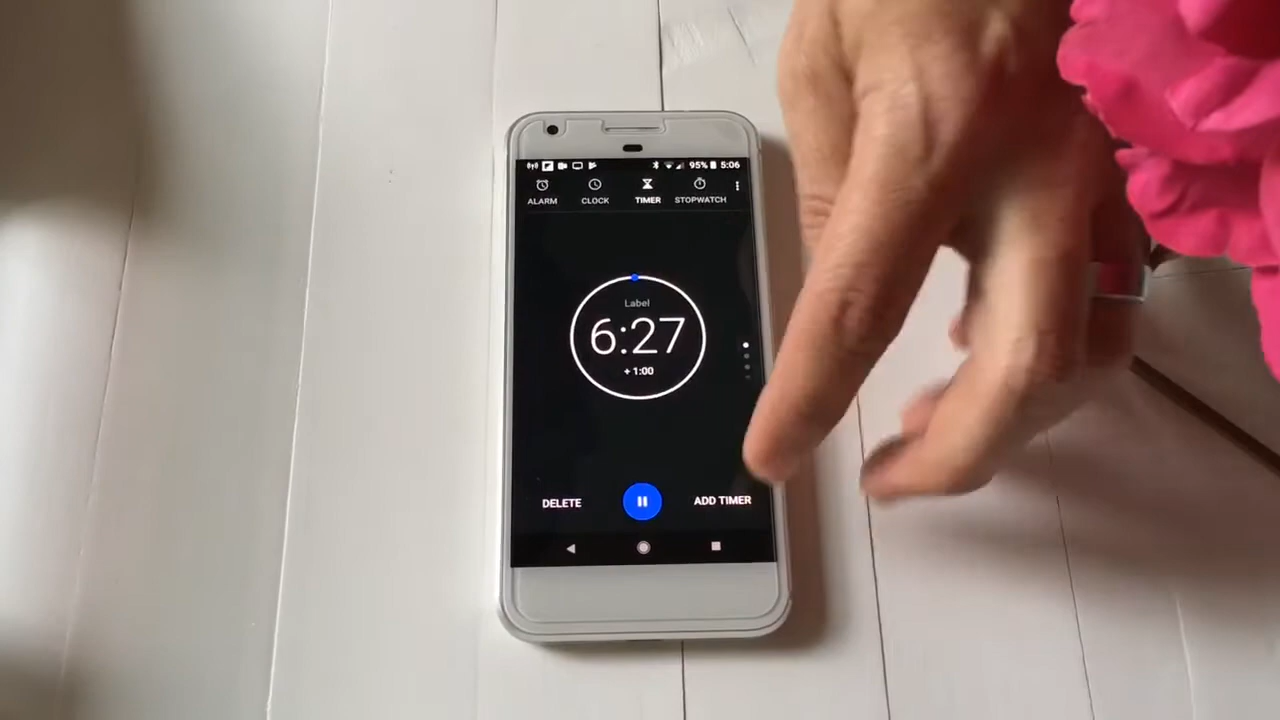 95% 5:06
ALARM CLOCK TIMER STOPWATCH
Label
6:27
+ 1:00
DELETE ADD TIMER